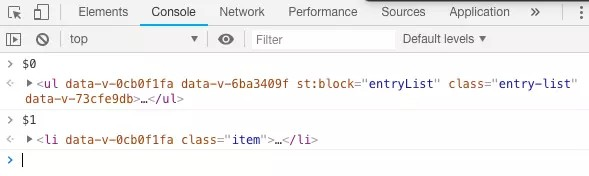 Elements Console Network Performance Sources Application »
top Filter Default levels
> $0
<ul data-v-0cb0f1fa data-v-6ba3409f st:block="entryList" class="entry-list"
data-v-73cfe9db>…</ul>
> $1
<li data-v-0cb0f1fa class="item">…</li>
>